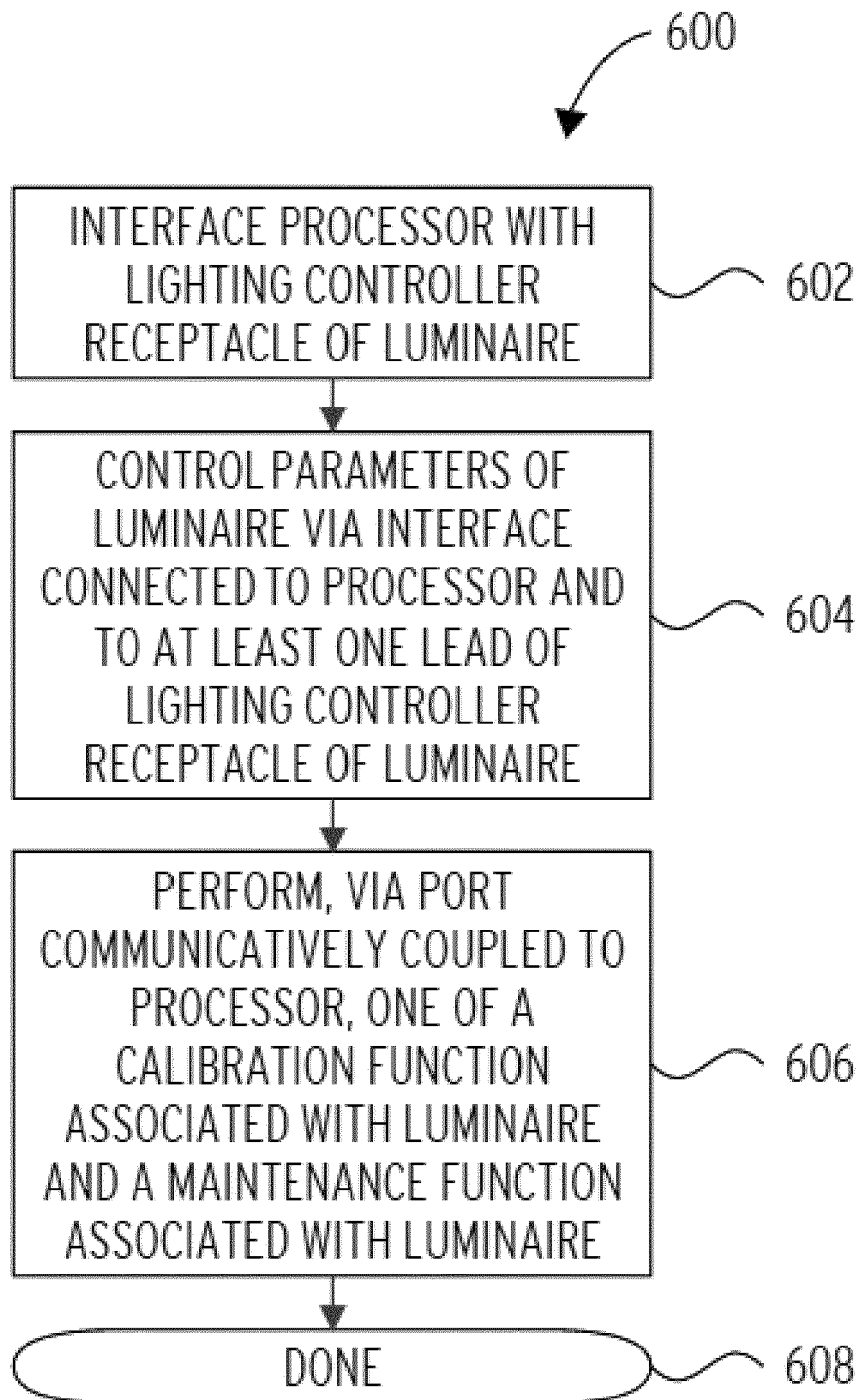 600
INTERFACE PROCESSOR WITH
LIGHTING CONTROLLER
RECEPTACLE OF LUMINAIRE
602
CONTROL PARAMETERS OF
LUMINAIRE VIA INTERFACE
CONNECTED TO PROCESSOR AND
TO AT LEAST ONE LEAD OF
LIGHTING CONTROLLER
RECEPTACLE OF LUMINAIRE
604
PERFORM, VIA PORT
COMMUNICATIVELY COUPLED TO
PROCESSOR, ONE OF A
CALIBRATION FUNCTION
ASSOCIATED WITH LUMINAIRE
AND A MAINTENANCE FUNCTION
ASSOCIATED WITH LUMINAIRE
606
DONE
608